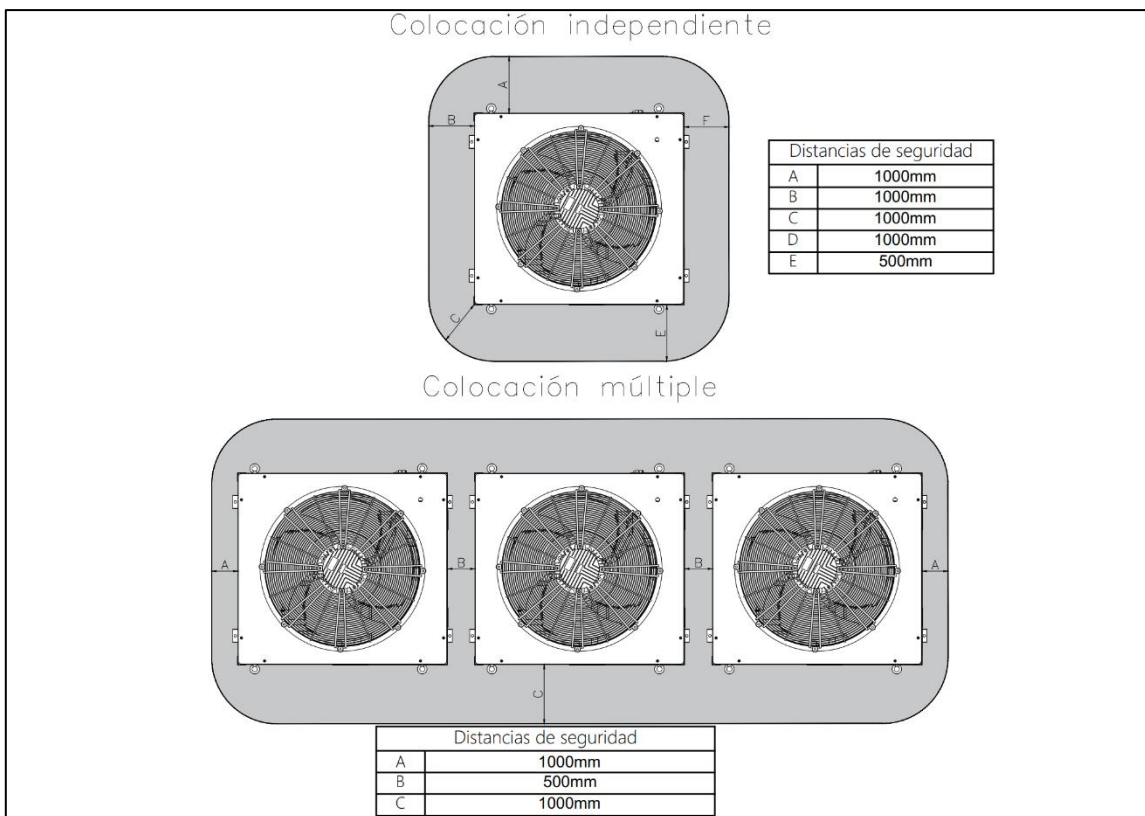 Colocación independiente
A
B
F
C
E
Distancias de seguridad
A 1000mm
B 1000mm
C 1000mm
D 1000mm
E 500mm
Colocación múltiple
A B B A
C
Distancias de seguridad
A 1000mm
B 500mm
C 1000mm